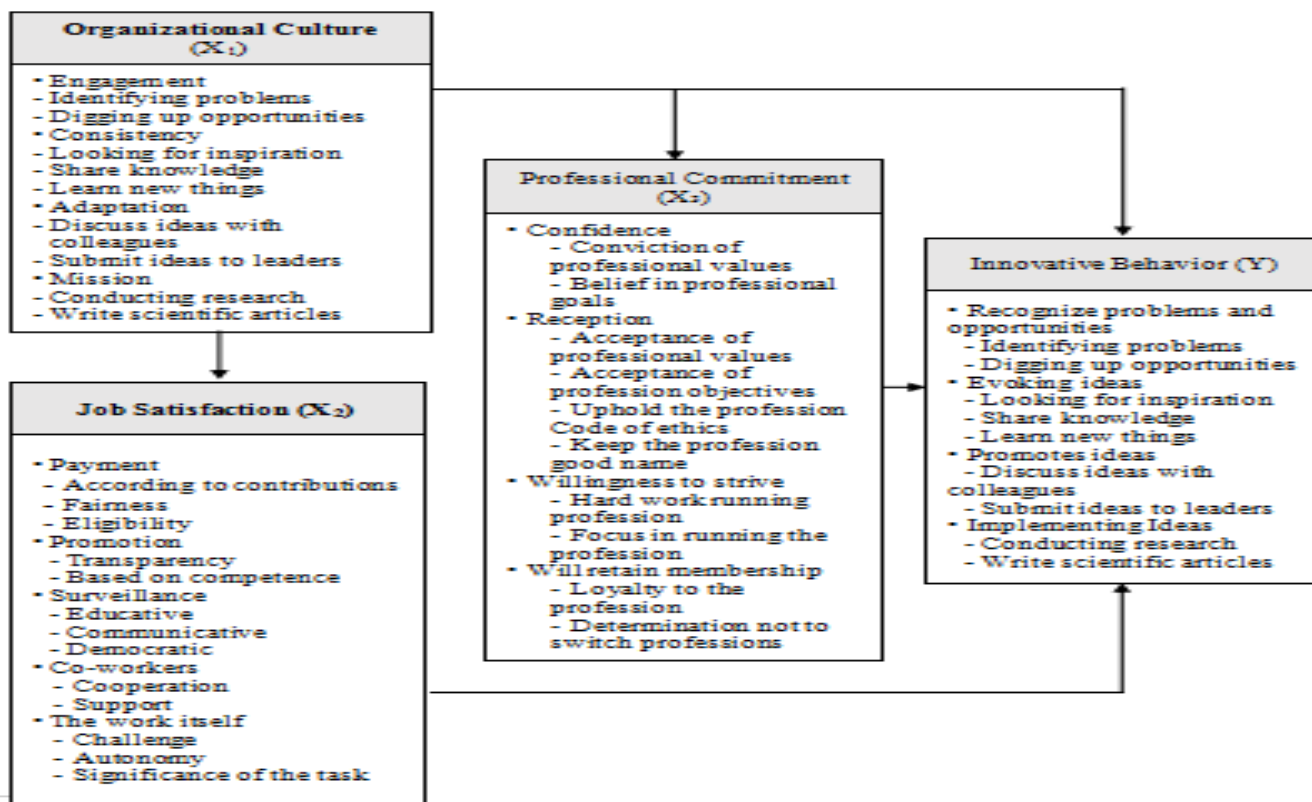 Organizational Culture
(X₁)
• Engagement
- Identifying problems
- Digging up opportunities
• Consistency
- Looking for inspiration
- Share knowledge
- Learn new things
• Adaptation
- Discuss ideas with
colleagues
- Submit ideas to leaders
• Mission
- Conducting research
- Write scientific articles
Job Satisfaction (X₂)
• Payment
- According to contributions
- Fairness
- Eligibility
• Promotion
- Transparency
- Based on competence
• Surveillance
- Educative
- Communicative
- Democratic
• Co-workers
- Cooperation
- Support
• The work itself
- Challenge
- Autonomy
- Significance of the task
Professional Commitment
(X₃)
• Confidence
- Conviction of
professional values
- Belief in professional
goals
• Reception
- Acceptance of
professional values
- Acceptance of
profession objectives
- Uphold the profession
Code of ethics
- Keep the profession
good name
• Willingness to strive
- Hard work running
profession
- Focus in running the
profession
• Will retain membership
- Loyalty to the
profession
- Determination not to
switch professions
Innovative Behavior (Y)
• Recognize problems and
opportunities
- Identifying problems
- Digging up opportunities
• Evoking ideas
- Looking for inspiration
- Share knowledge
- Learn new things
• Promotes ideas
- Discuss ideas with
colleagues
- Submit ideas to leaders
• Implementing Ideas
- Conducting research
- Write scientific articles